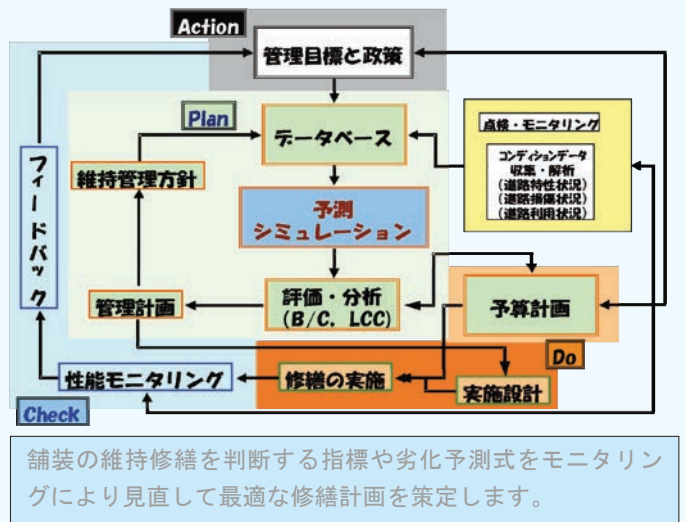 Action
管理目標と政策
Plan
データベース
点検・モニタリング
コンディションデータ
収集・解析
(道路特性状況)
(道路損傷状況)
(道路利用状況)
維持管理方針
予測
シミュレーション
フィードバック
管理計画
評価・分析
(B/C, LCC)
予算計画
Do
性能モニタリング
修繕の実施
実施設計
Check
舗装の維持修繕を判断する指標や劣化予測式をモニタリン
グにより見直して最適な修繕計画を策定します。